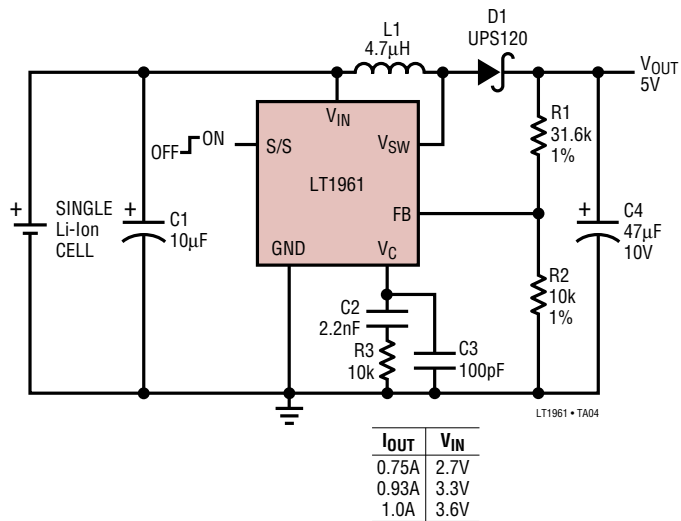 L1
4.7µH
D1
UPS120
VOUT
5V
VIN
R1
31.6k
1%
OFF ON
S/S
VSW
LT1961
+
SINGLE
Li-Ion
CELL
+
C1
10µF
FB
+
C4
47µF
10V
GND
VC
R2
10k
1%
C2
2.2nF
R3
10k
C3
100pF
LT1961 • TA04
IOUT VIN
0.75A 2.7V
0.93A 3.3V
1.0A 3.6V